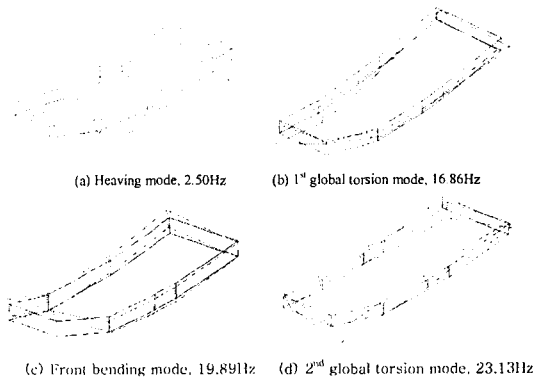 (a) Heaving mode, 2.50Hz
(b) 1st global torsion mode, 16.86Hz
(c) Front bending mode, 19.89Hz
(d) 2nd global torsion mode, 23.13Hz